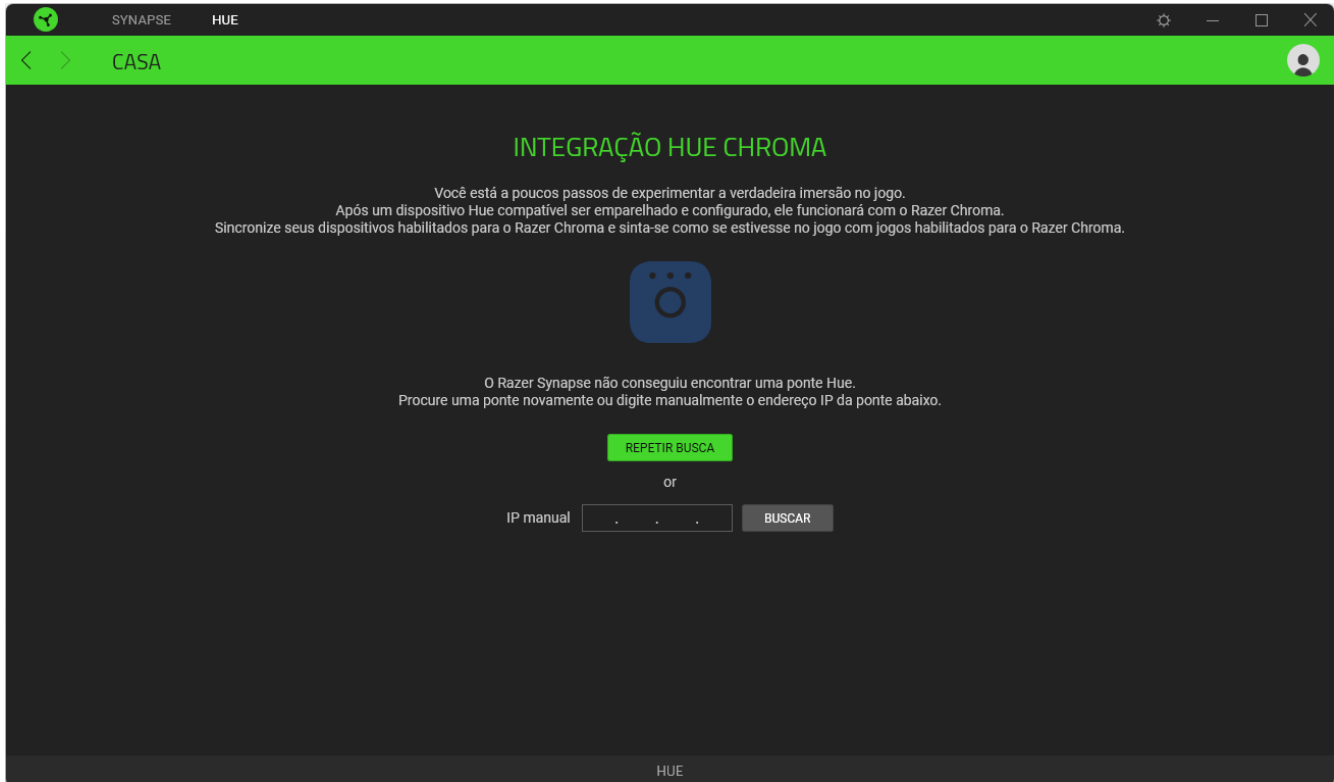 SYNAPSE HUE
CASA
INTEGRAÇÃO HUE CHROMA
Você está a poucos passos de experimentar a verdadeira imersão no jogo.
Após um dispositivo Hue compatível ser emparelhado e configurado, ele funcionará com o Razer Chroma.
Sincronize seus dispositivos habilitados para o Razer Chroma e sinta-se como se estivesse no jogo com jogos habilitados para o Razer Chroma.
O Razer Synapse não conseguiu encontrar uma ponte Hue.
Procure uma ponte novamente ou digite manualmente o endereço IP da ponte abaixo.
REPETIR BUSCA
or
IP manual . . . BUSCAR
HUE